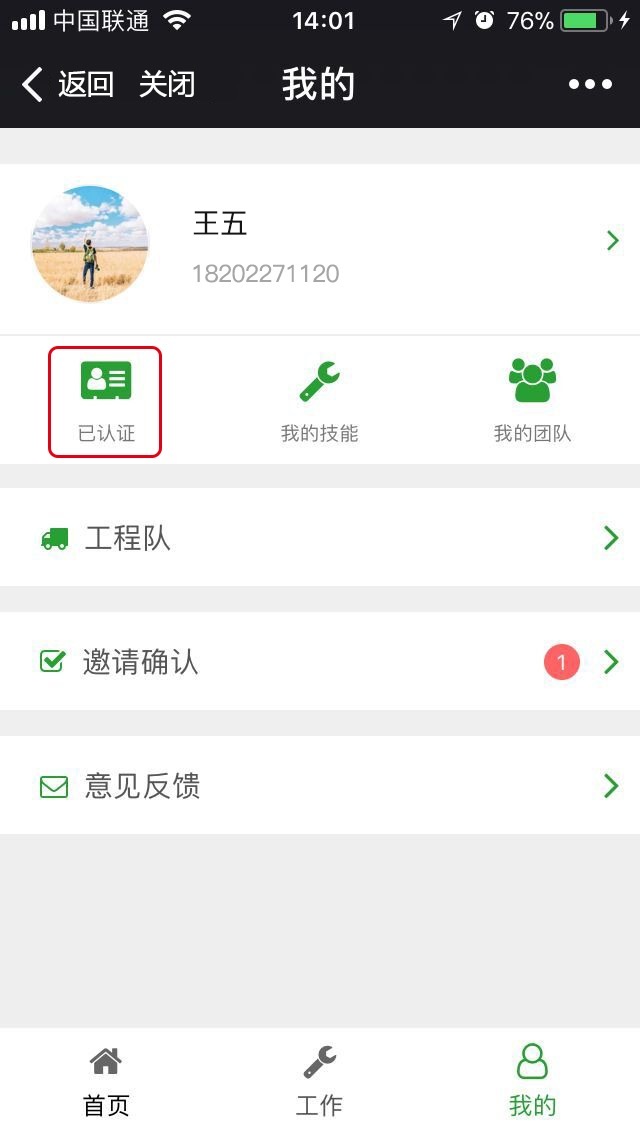 中国联通 14:01 76%
返回 关闭 我的
王五
18202271120
已认证 我的技能 我的团队
工程队
邀请确认 1
意见反馈
首页 工作 我的